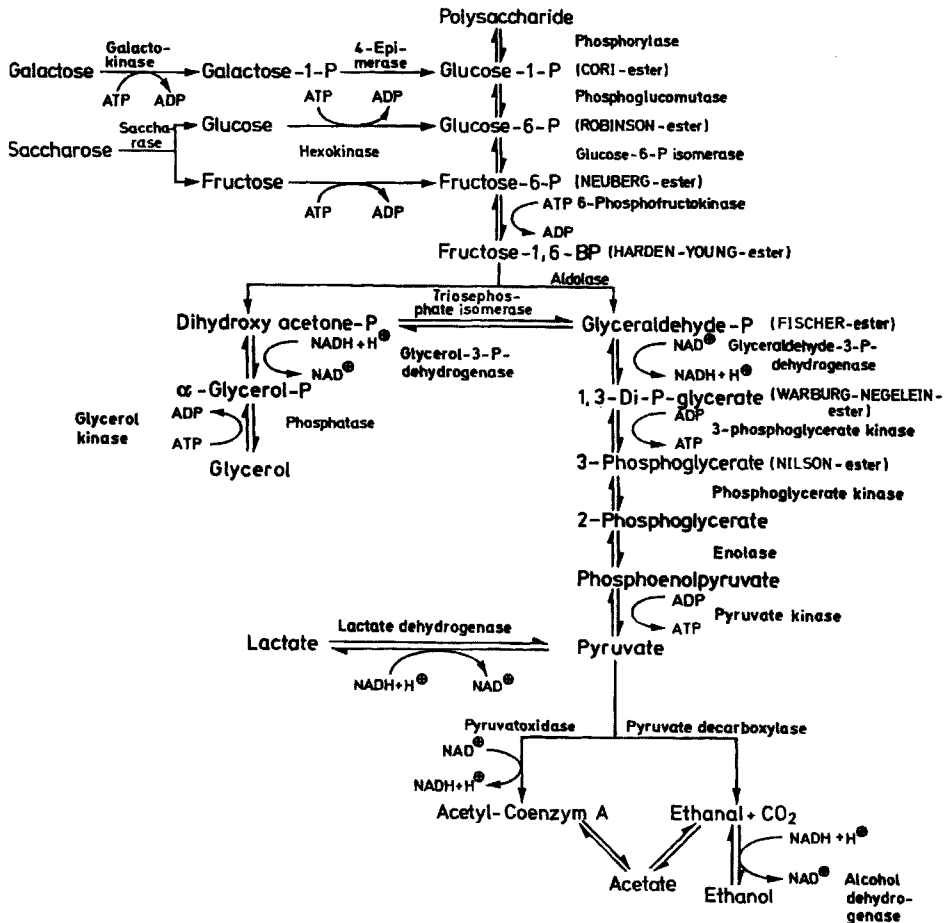 Polysaccharide
Phosphorylase
Galacto-
kinase
4-Epi-
merase
Galactose
Galactose-1-P
Glucose-1-P (CORI-ester)
ATP ADP
ATP ADP
Phosphoglucomutase
Saccha-
rase
Glucose
Glucose-6-P (ROBINSON-ester)
Saccharose
Hexokinase
Glucose-6-P isomerase
Fructose
Fructose-6-P (NEUBERG-ester)
ATP ADP
ATP 6-Phosphofructokinase
ADP
Fructose-1,6-BP (HARDEN-YOUNG-ester)
Aldolase
Triosephos-
phate isomerase
Dihydroxy acetone-P
Glyceraldehyde-P (FISCHER-ester)
NADH+H⊕
NAD⊕
Glycerol-3-P-
dehydrogenase
NAD⊕
NADH+H⊕
Glyceraldehyde-3-P-
dehydrogenase
α-Glycerol-P
1,3-Di-P-glycerate (WARBURG-NEGELEIN-
ester)
Glycerol
kinase
ADP
ATP
Phosphatase
ADP
ATP
3-phosphoglycerate kinase
Glycerol
3-Phosphoglycerate (NILSON-ester)
Phosphoglycerate kinase
2-Phosphoglycerate
Enolase
Phosphoenolpyruvate
ADP
ATP
Pyruvate kinase
Lactate dehydrogenase
Lactate
Pyruvate
NADH+H⊕ NAD⊕
Pyruvatoxidase
Pyruvate decarboxylase
NAD⊕
NADH+H⊕
Acetyl-Coenzym A
Ethanal + CO2
NADH+H⊕
NAD⊕
Acetate
Ethanol
Alcohol
dehydro-
genase